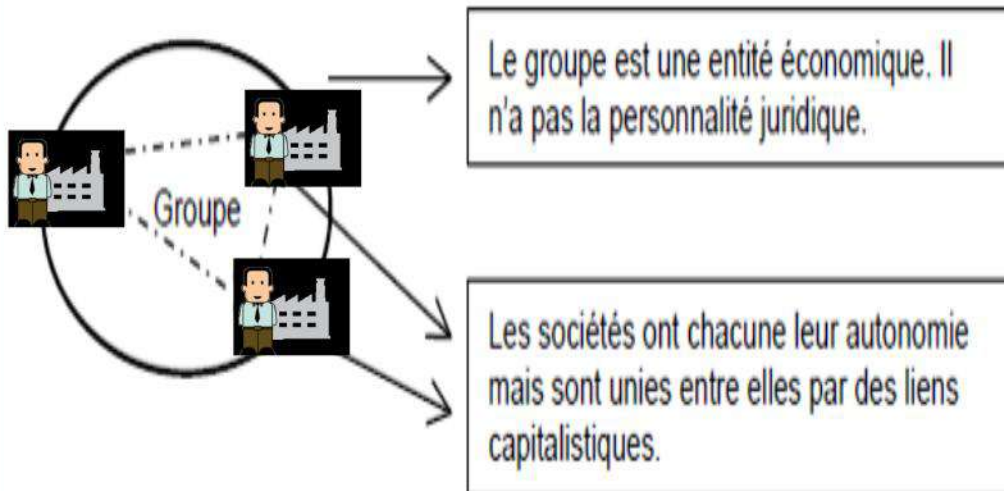 Le groupe est une entité économique. Il
n'a pas la personnalité juridique.
Groupe
Les sociétés ont chacune leur autonomie
mais sont unies entre elles par des liens
capitalistiques.